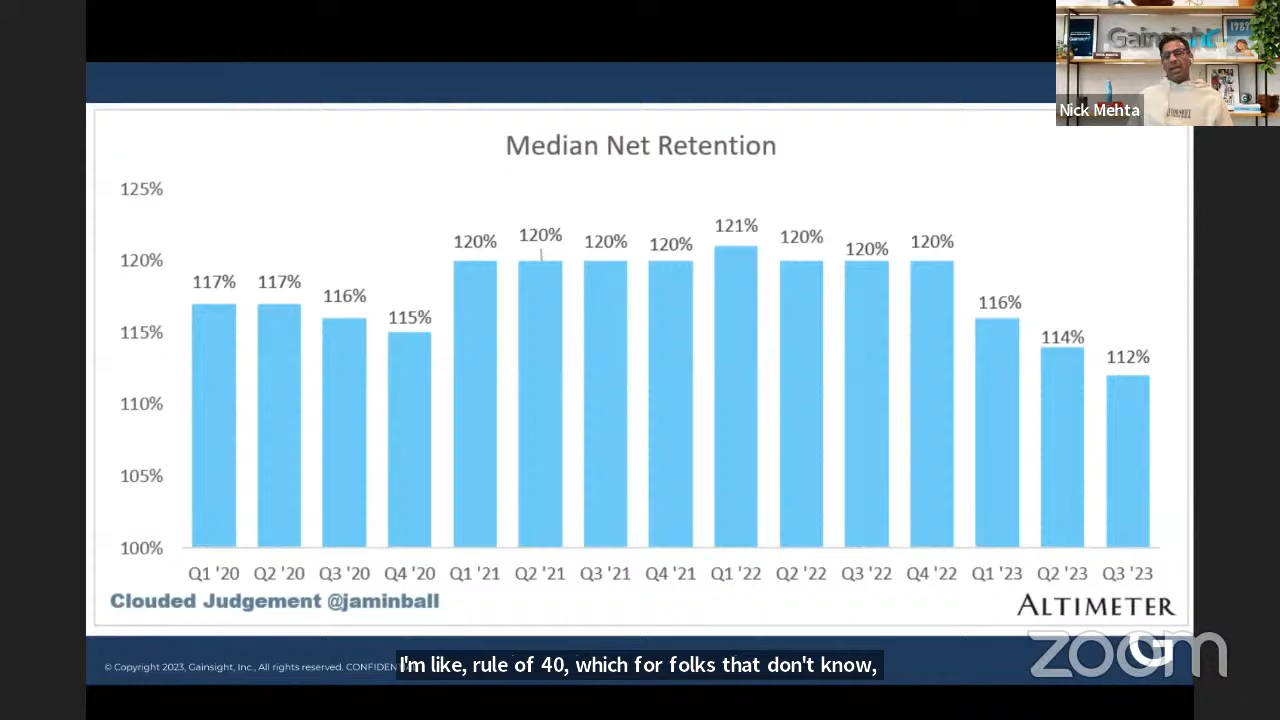 Gainsight
Nick Mehta
Median Net Retention
125%
120%
115%
110%
105%
100%
117%
117%
116%
115%
120%
120%
120%
120%
121%
120%
120%
120%
116%
114%
112%
Q1 '20
Q2 '20
Q3 '20
Q4 '20
Q1 '21
Q2 '21
Q3 '21
Q4 '21
Q1 '22
Q2 '22
Q3 '22
Q4 '22
Q1 '23
Q2 '23
Q3 '23
Clouded Judgement @jaminball
ALTIMETER
© Copyright 2023, Gainsight, Inc., All rights reserved. CONFIDENT
I'm like, rule of 40, which for folks that don't know,
zoom